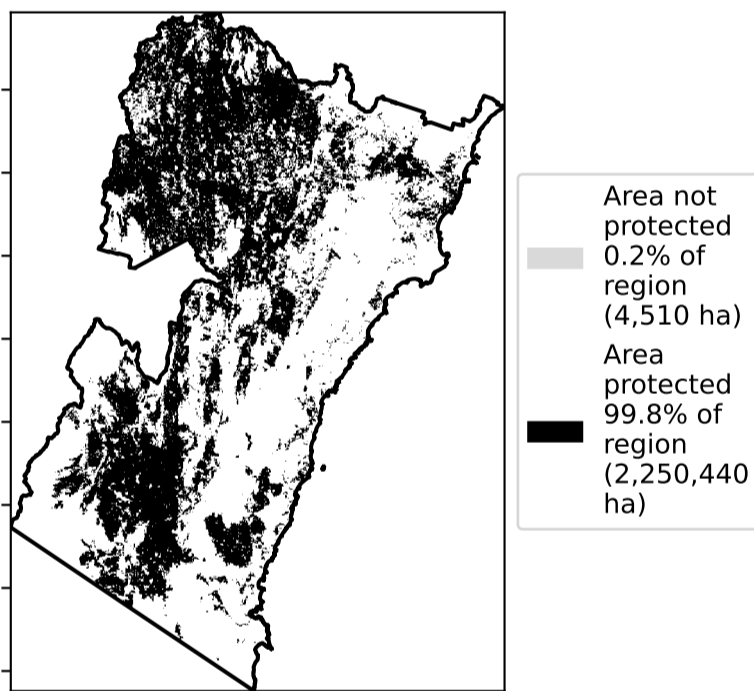 Area not
protected
0.2% of
region
(4,510 ha)
Area
protected
99.8% of
region
(2,250,440
ha)